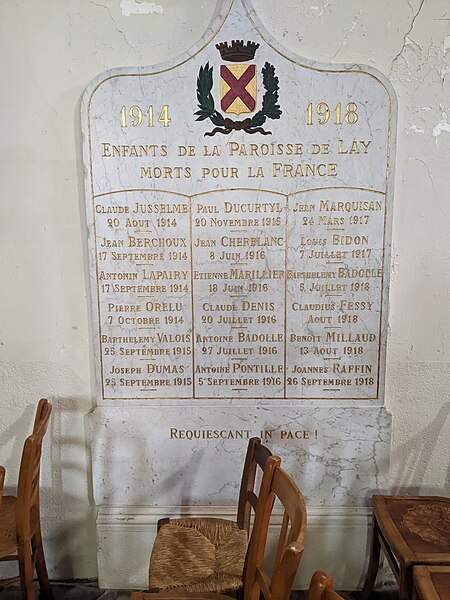 1914 1918
ENFANTS DE LA PAROISSE DE LAY
MORTS POUR LA FRANCE
CLAUDE JUSSELME
20 AOUT 1914
JEAN BERCHOUX
17 SEPTEMBRE 1914
ANTONIN LAPAIRY
17 SEPTEMBRE 1914
PIERRE ORELU
7 OCTOBRE 1914
BARTHELEMY VALOIS
25 SEPTEMBRE 1915
JOSEPH DUMAS
25 SEPTEMBRE 1915
PAUL DUCURTYL
20 NOVEMBRE 1915
JEAN CHERBLANC
8 JUIN 1916
ETIENNE MARILLIER
18 JUIN 1916
CLAUDE DENIS
20 JUILLET 1916
ANTOINE BADOLLE
27 JUILLET 1916
ANTOINE PONTILLE
5 SEPTEMBRE 1916
JEAN MARQUISAN
24 MARS 1917
LOUIS BIDON
7 JUILLET 1917
BARTHELEMY BADOLLE
5 JUILLET 1918
CLAUDIUS FESSY
AOUT 1918
BENOIT MILLAUD
13 AOUT 1918
JOANNES RAFFIN
26 SEPTEMBRE 1918
REQUIESCANT IN PACE !